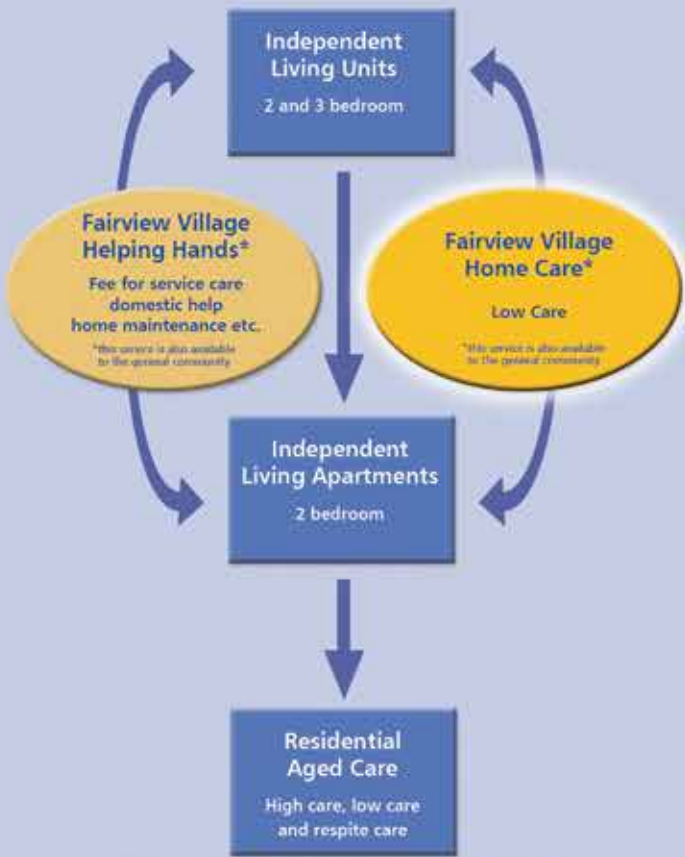 Independent
Living Units
2 and 3 bedroom
Fairview Village
Helping Hands*
Fee for service care
domestic help
home maintenance etc.
*this service is also available
to the general community
Fairview Village
Home Care*
Low Care
*this service is also available
to the general community
Independent
Living Apartments
2 bedroom
Residential
Aged Care
High care, low care
and respite care